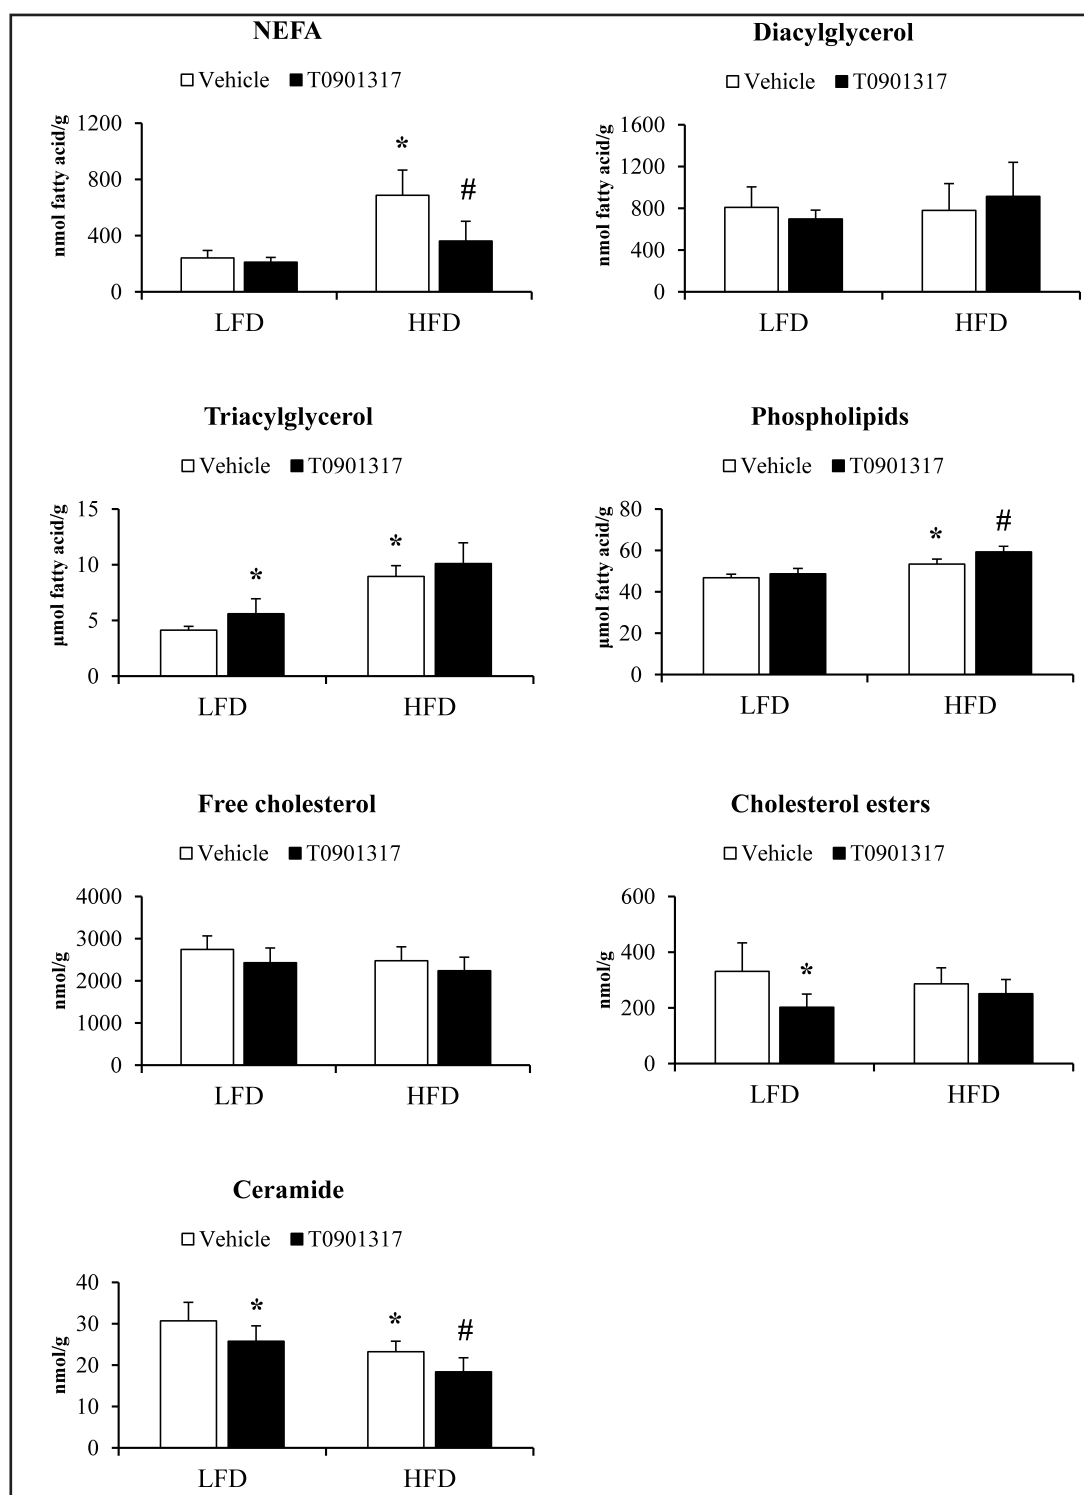 NEFA
Vehicle T0901317
nmol fatty acid/g
1200
800
400
0
*
#
LFD HFD
Diacylglycerol
Vehicle T0901317
nmol fatty acid/g
1600
1200
800
400
0
LFD HFD
Triacylglycerol
Vehicle T0901317
µmol fatty acid/g
15
10
5
0
*
*
LFD HFD
Phospholipids
Vehicle T0901317
µmol fatty acid/g
80
60
40
20
0
*
#
LFD HFD
Free cholesterol
Vehicle T0901317
nmol/g
4000
3000
2000
1000
0
LFD HFD
Cholesterol esters
Vehicle T0901317
nmol/g
600
400
200
0
*
LFD HFD
Ceramide
Vehicle T0901317
nmol/g
40
30
20
10
0
*
*
#
LFD HFD